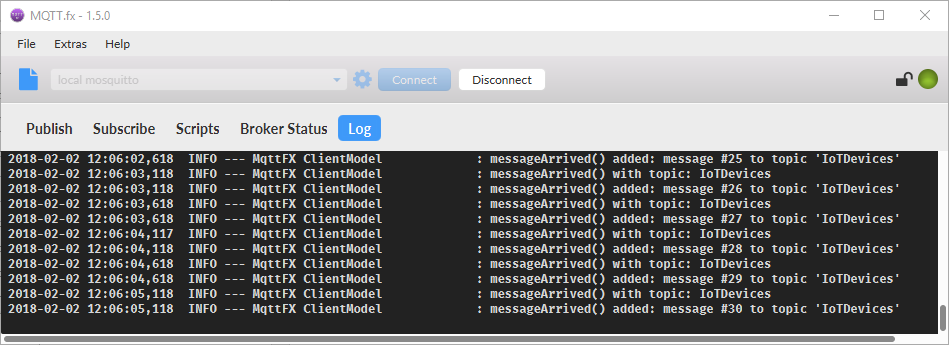 MQTT.fx - 1.5.0
File Extras Help
local mosquitto Connect Disconnect
Publish Subscribe Scripts Broker Status Log
2018-02-02 12:06:02,618 INFO --- MqttFX ClientModel : messageArrived() added: message #25 to topic 'IoTDevices'
2018-02-02 12:06:03,118 INFO --- MqttFX ClientModel : messageArrived() with topic: IoTDevices
2018-02-02 12:06:03,118 INFO --- MqttFX ClientModel : messageArrived() added: message #26 to topic 'IoTDevices'
2018-02-02 12:06:03,618 INFO --- MqttFX ClientModel : messageArrived() with topic: IoTDevices
2018-02-02 12:06:03,618 INFO --- MqttFX ClientModel : messageArrived() added: message #27 to topic 'IoTDevices'
2018-02-02 12:06:04,117 INFO --- MqttFX ClientModel : messageArrived() with topic: IoTDevices
2018-02-02 12:06:04,118 INFO --- MqttFX ClientModel : messageArrived() added: message #28 to topic 'IoTDevices'
2018-02-02 12:06:04,618 INFO --- MqttFX ClientModel : messageArrived() with topic: IoTDevices
2018-02-02 12:06:04,618 INFO --- MqttFX ClientModel : messageArrived() added: message #29 to topic 'IoTDevices'
2018-02-02 12:06:05,118 INFO --- MqttFX ClientModel : messageArrived() with topic: IoTDevices
2018-02-02 12:06:05,118 INFO --- MqttFX ClientModel : messageArrived() added: message #30 to topic 'IoTDevices'